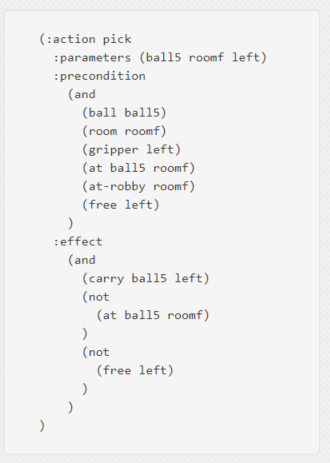 (:action pick
  :parameters (ball5 roomf left)
  :precondition
    (and
      (ball ball5)
      (room roomf)
      (gripper left)
      (at ball5 roomf)
      (at-robby roomf)
      (free left)
    )
  :effect
    (and
      (carry ball5 left)
      (not
        (at ball5 roomf)
      )
      (not
        (free left)
      )
    )
)